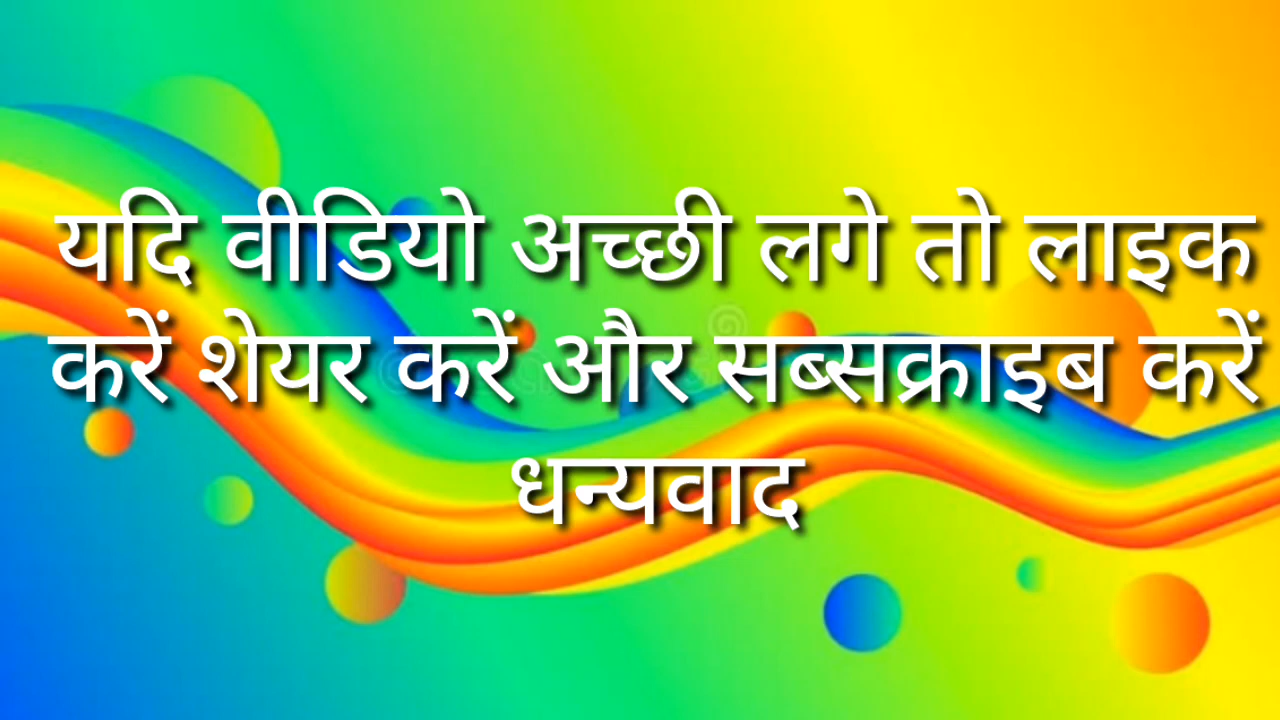 यदि वीडियो अच्छी लगे तो लाइक
करें शेयर करें और सब्सक्राइब करें
धन्यवाद